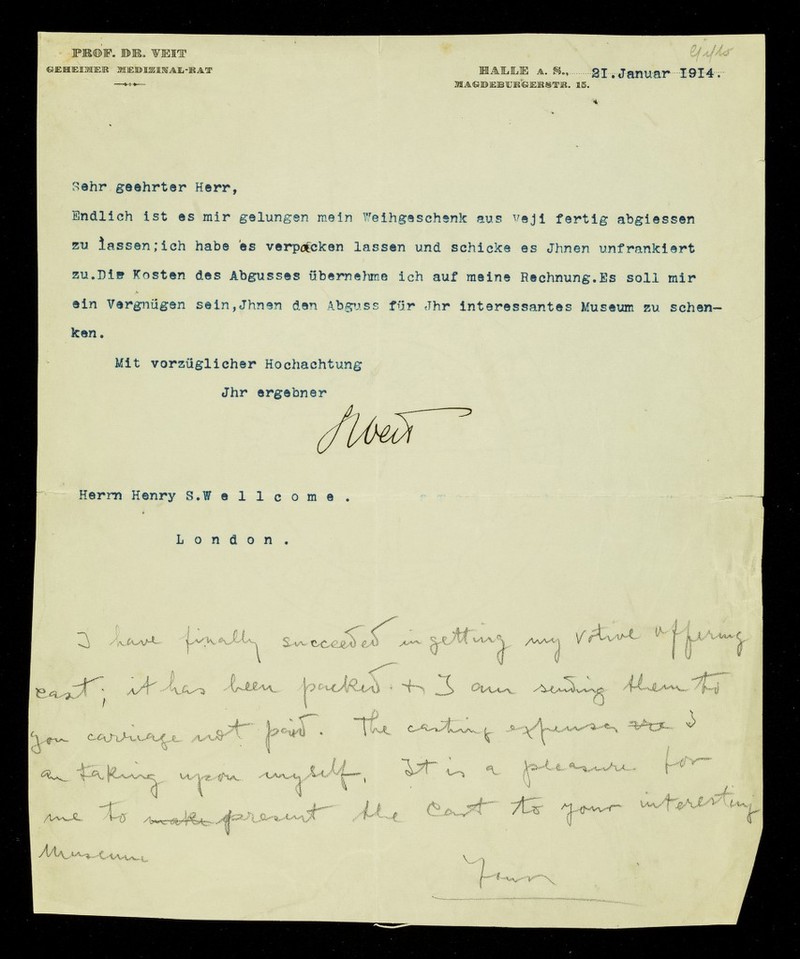 PROF. DR. VEIT
GEHEIMER MEDIZINAL-RAT
HALLE A. S., 21.Januar 1914.
MAGDEBURGERSTR. 15.
Sehr geehrter Herr,
Endlich ist es mir gelungen mein Weihgeschenk aus Veji fertig abgiessen
zu lassen;ich habe es verpacken lassen und schicke es Jhnen unfrankiert
zu.Die Kosten des Abgusses übernehme ich auf meine Rechnung.Es soll mir
ein Vergnügen sein,Jhnen den Abguss für Jhr interessantes Museum zu schen-
ken.
Mit vorzüglicher Hochachtung
Jhr ergebner
JVeit
Herrn Henry S.W e l l c o m e .
L o n d o n .
I have finally succeeded in getting my votive offering
cast; it has been packed & I am sending them to
you carriage not paid. The casting expenses are I
am taking upon myself. It is a pleasure for
me to make present the Cast to your interesting
Museum
Yours